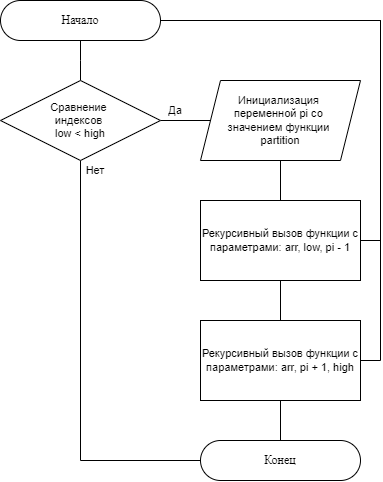 Начало
Сравнение
индексов
low < high
Да
Нет
Инициализация
переменной pi со
значением функции
partition
Рекурсивный вызов функции с
параметрами: arr, low, pi - 1
Рекурсивный вызов функции с
параметрами: arr, pi + 1, high
Конец